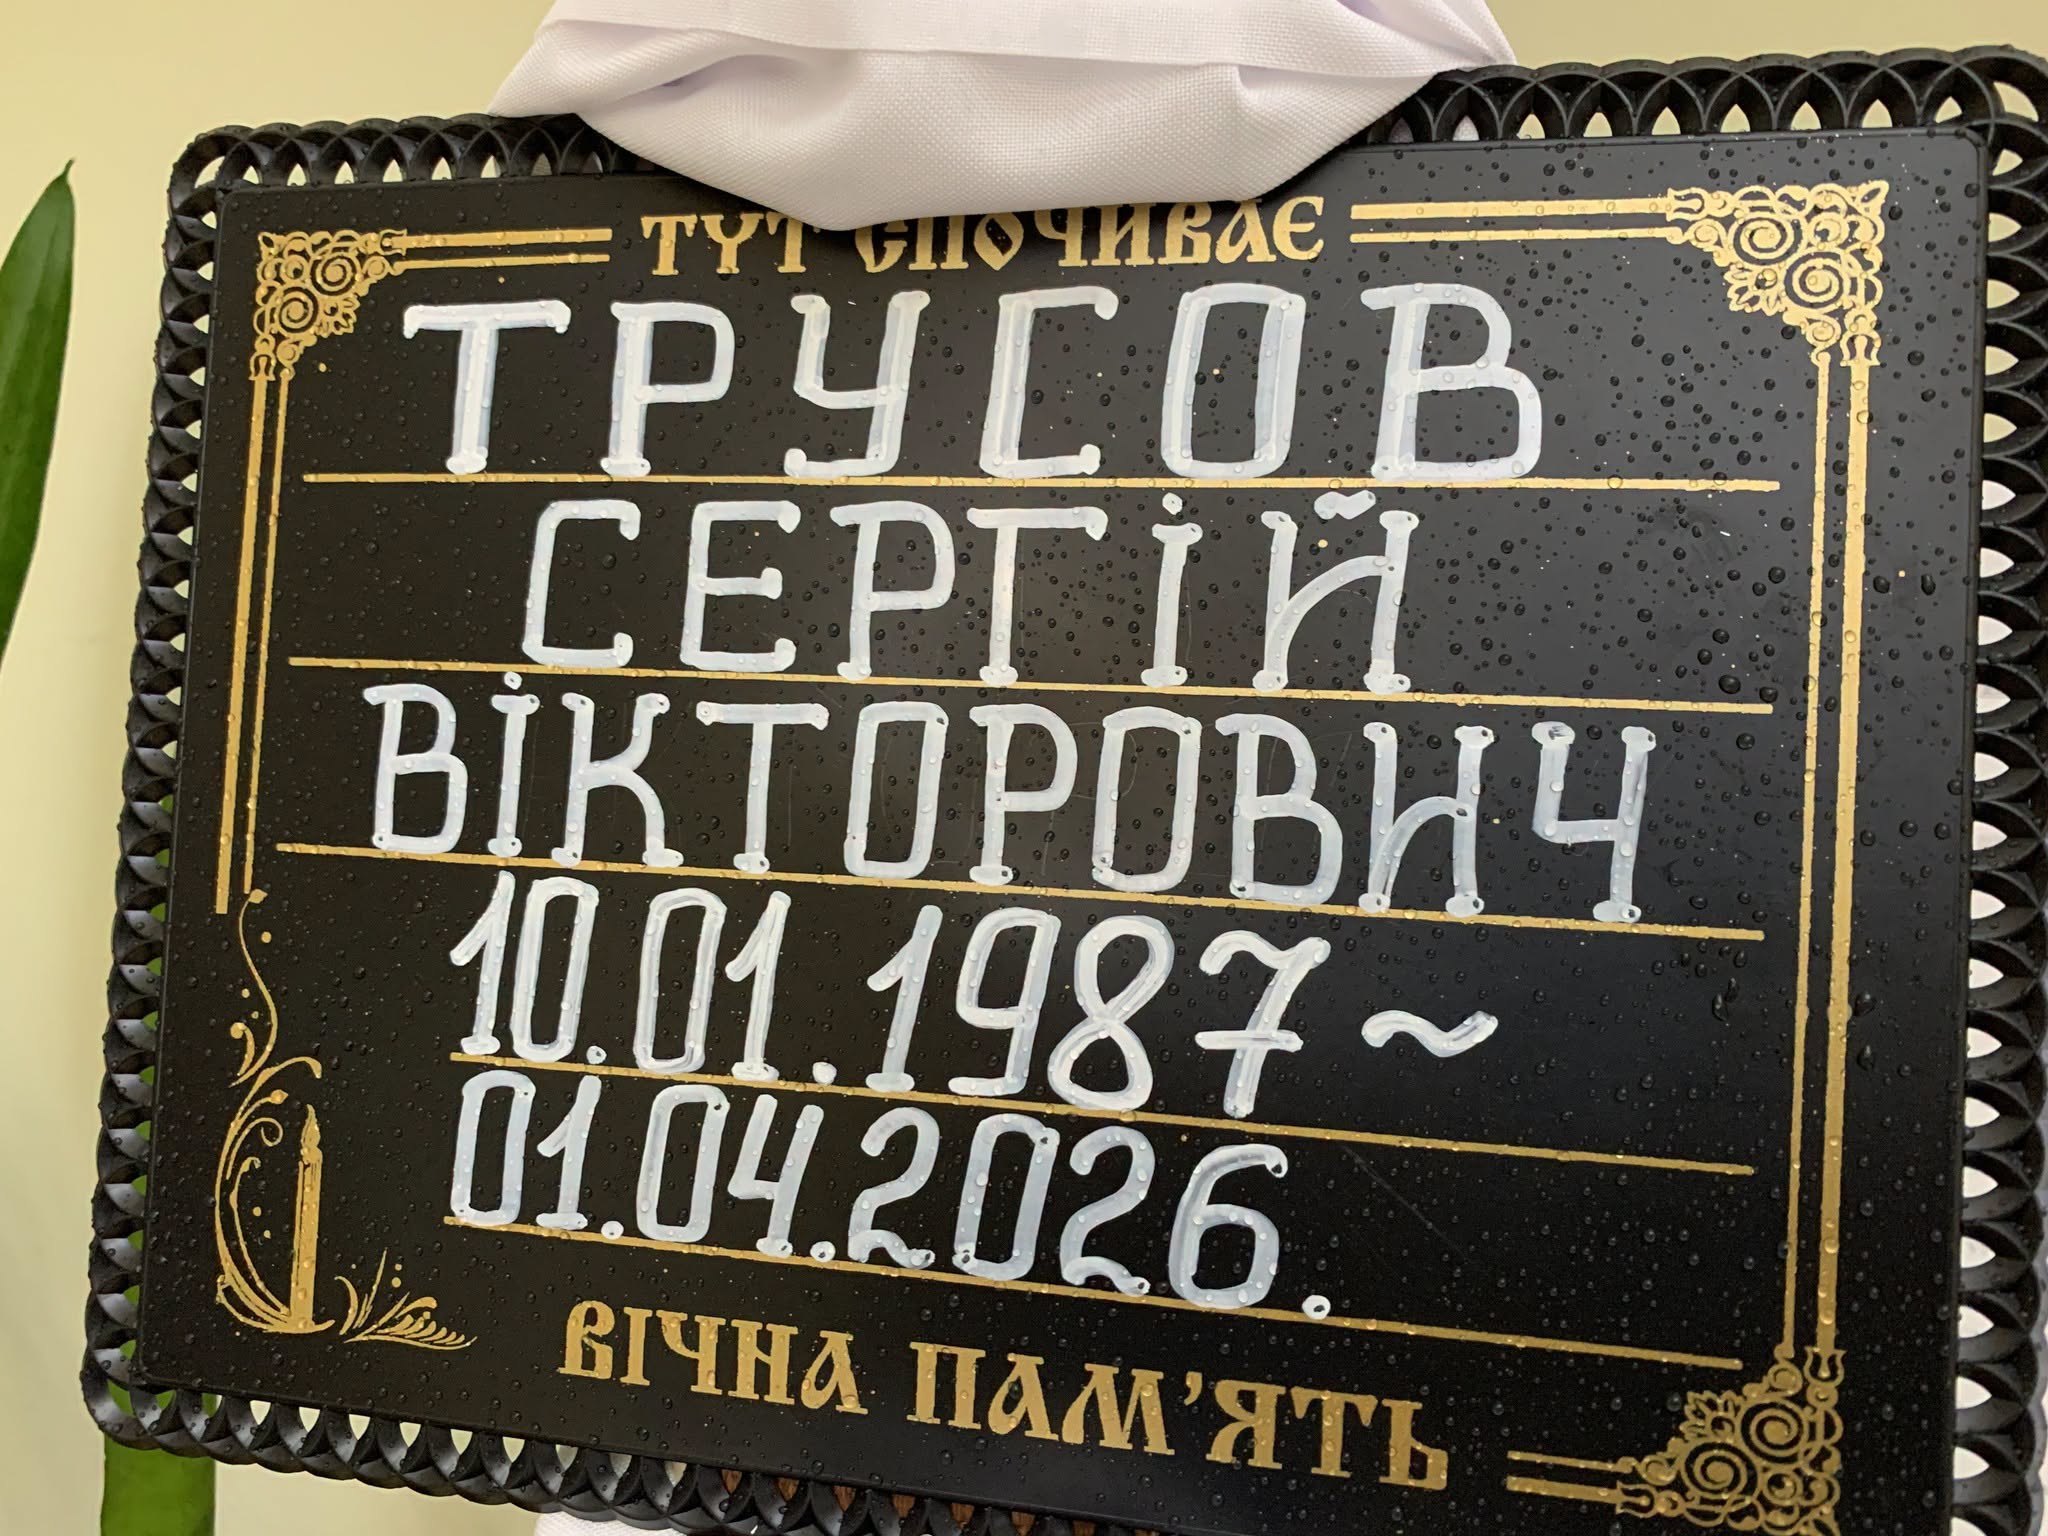 ТУТ СПОЧИВАЄ
ТРУСОВ
СЕРГІЙ
ВІКТОРОВИЧ
10.01.1987~
01.04.2026.
ВІЧНА ПАМ'ЯТЬ